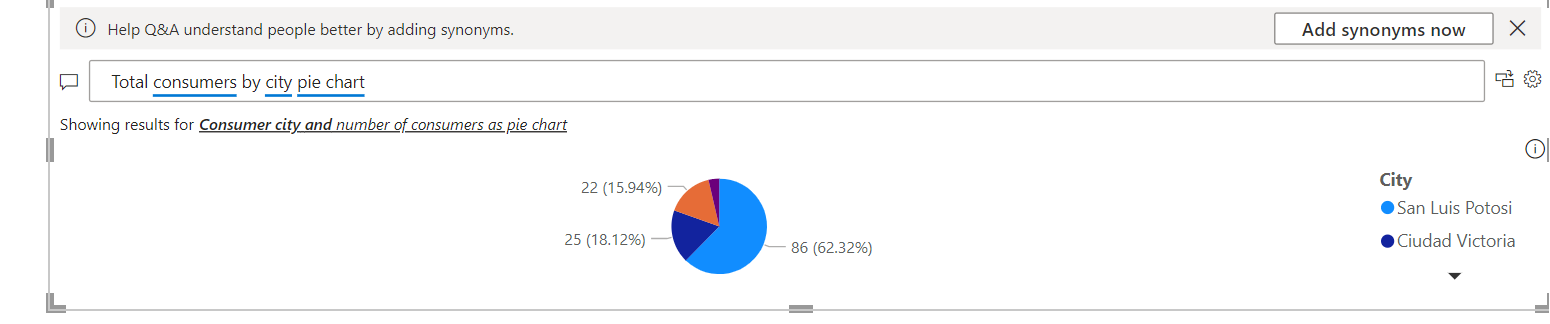 Help Q&A understand people better by adding synonyms.
Add synonyms now
Total consumers by city pie chart
Showing results for Consumer city and number of consumers as pie chart
22 (15.94%)
25 (18.12%)
86 (62.32%)
City
San Luis Potosi
Ciudad Victoria